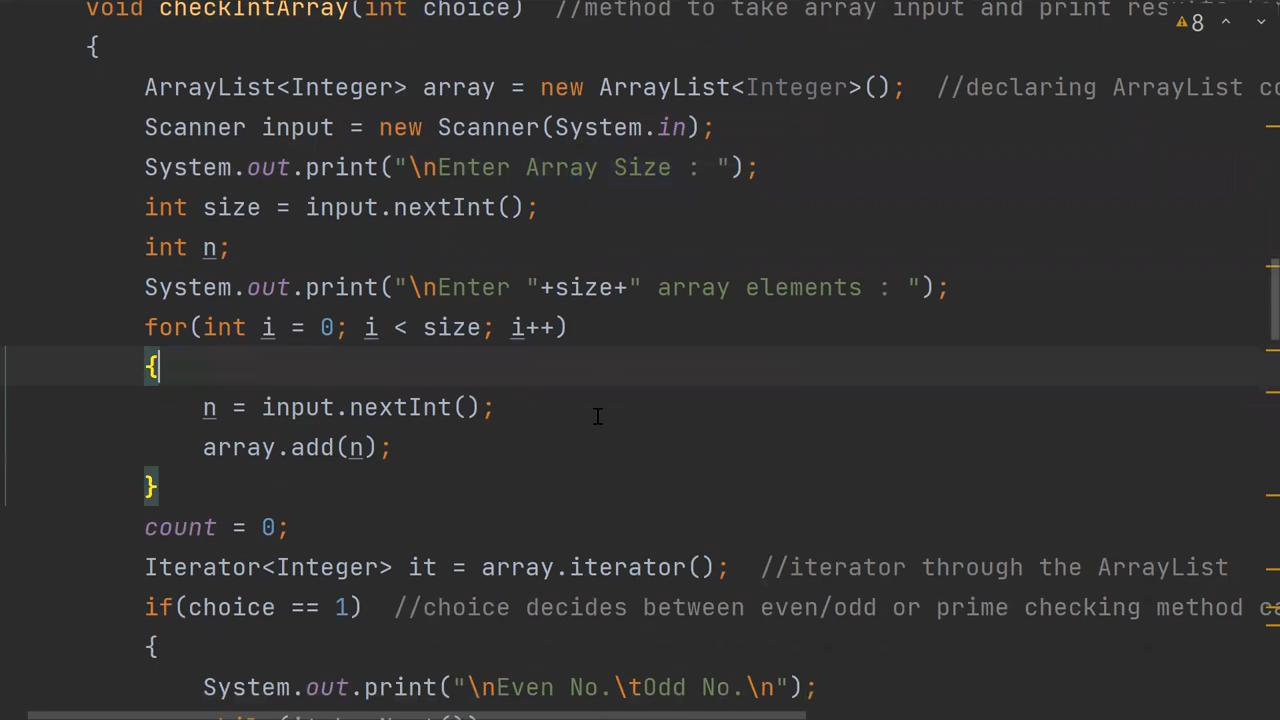 void checkIntArray(int choice)  //method to take array input and print
8
{
ArrayList<Integer> array = new ArrayList<Integer>();  //declaring ArrayList
Scanner input = new Scanner(System.in);
System.out.print("\nEnter Array Size : ");
int size = input.nextInt();
int n;
System.out.print("\nEnter "+size+" array elements : ");
for(int i = 0; i < size; i++)
{
n = input.nextInt();
array.add(n);
}
count = 0;
Iterator<Integer> it = array.iterator();  //iterator through the ArrayList
if(choice == 1)  //choice decides between even/odd or prime checking method
{
System.out.print("\nEven No.\tOdd No.\n");